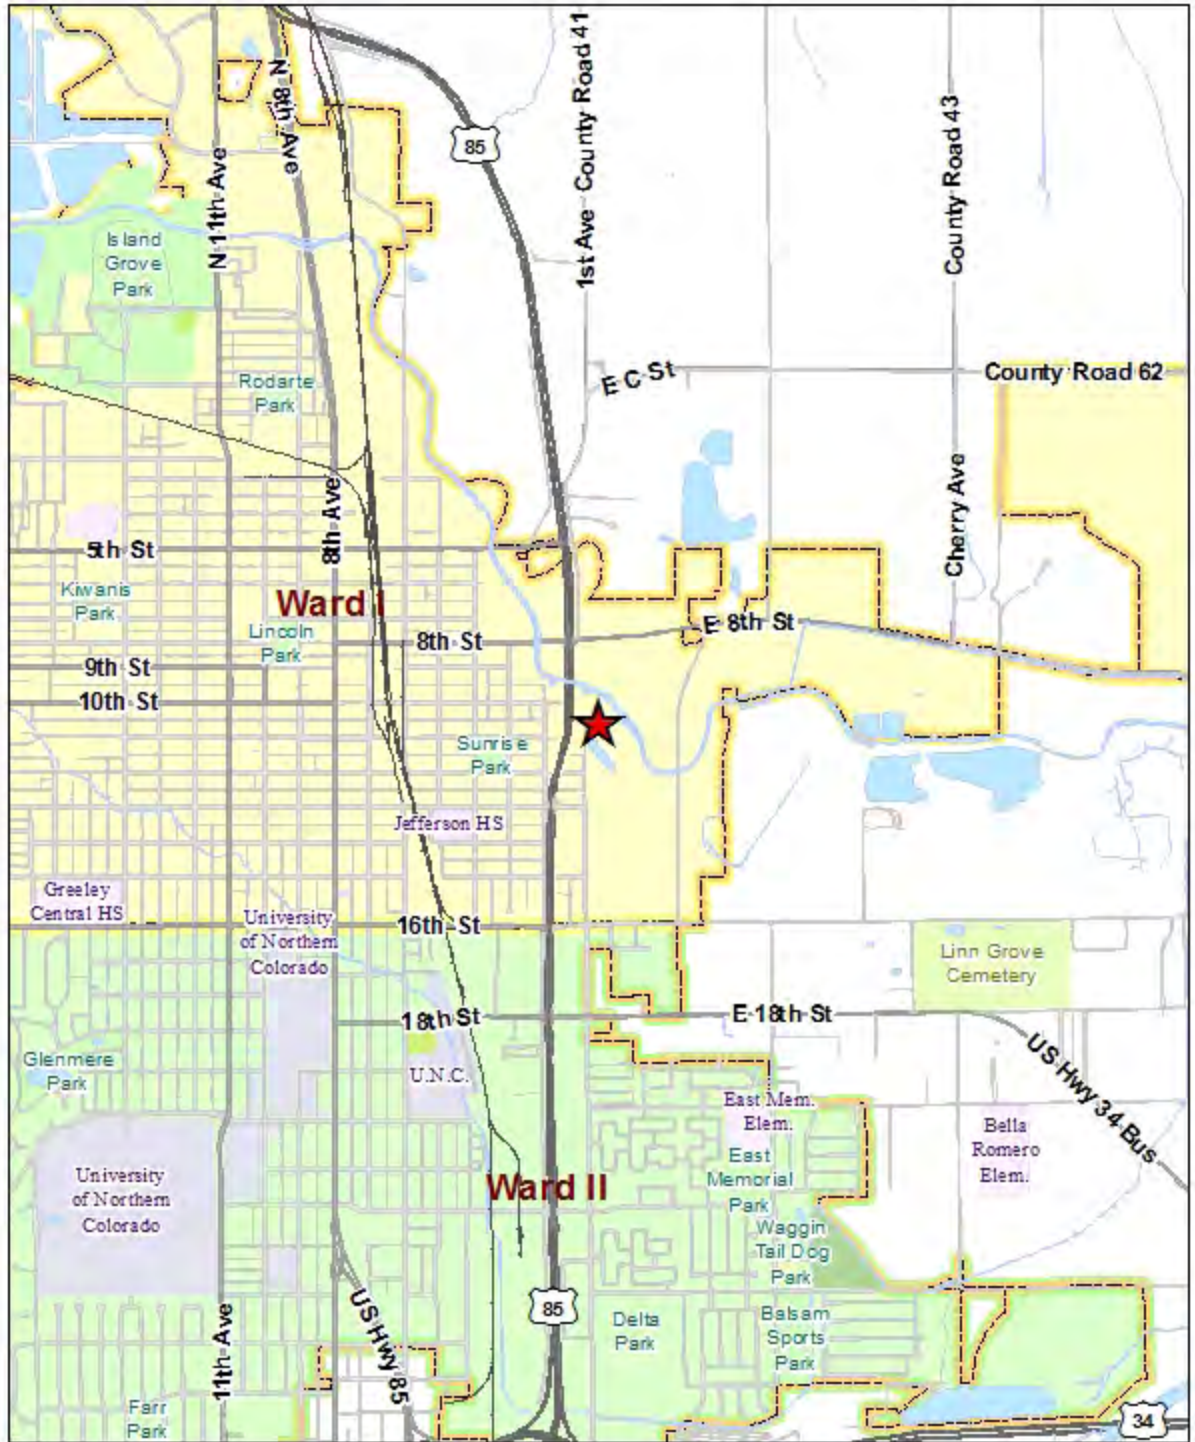 1st Ave County Road 41
N 8th Ave
85
County Road 43
N 11th Ave
Island
Grove
Park
E C St
County Road 62
Rodarte
Park
8th Ave
Cherry Ave
5th St
Kiwanis
Park
Ward I
Lincoln
Park
E 8th St
8th St
9th St
10th St
Sunrise
Park
Jefferson HS
Greeley
Central HS
University
of Northern
Colorado
16th St
Linn Grove
Cemetery
18th St
E 18th St
Glenmere
Park
U.N.C.
US Hwy 34 Bus
East Mem.
Elem.
Bella
Romero
Elem.
East
Memorial
Park
University
of Northern
Colorado
Ward II
Waggin
Tail Dog
Park
85
US Hwy 85
11th Ave
Delta
Park
Balsam
Sports
Park
Farr
Park
34